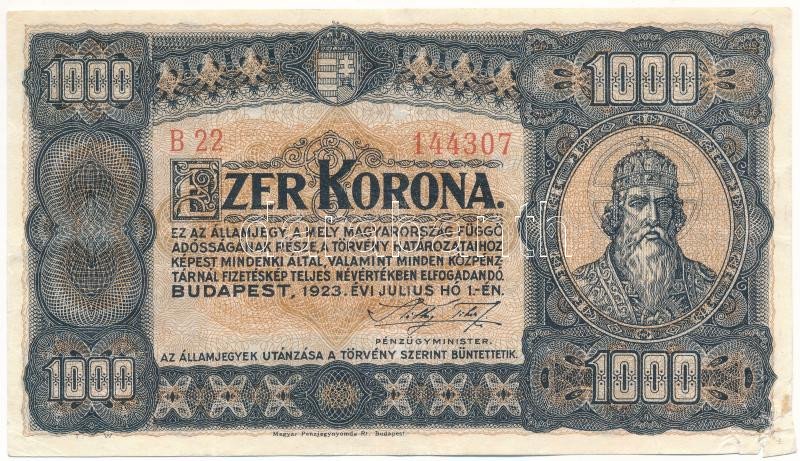 1000
1000
B 22
144307
EZER KORONA.
EZ AZ ÁLLAMJEGY, A MELY MAGYARORSZÁG FÜGGŐ
ADÓSSÁGÁNAK RÉSZE, A TÖRVÉNY HATÁROZATAIHOZ
KÉPEST MINDENKI ÁLTAL, VALAMINT MINDEN KÖZPÉNZ-
TÁRNÁL FIZETÉSKÉP TELJES NÉVÉRTÉKBEN ELFOGADANDÓ.
BUDAPEST, 1923. ÉVI JULIUS HÓ 1.-ÉN.
PÉNZÜGYMINISTER.
AZ ÁLLAMJEGYEK UTÁNZÁSA A TÖRVÉNY SZERINT BÜNTETTETIK.
1000
1000
Magyar Pénzjegynyomda Rt. Budapest.